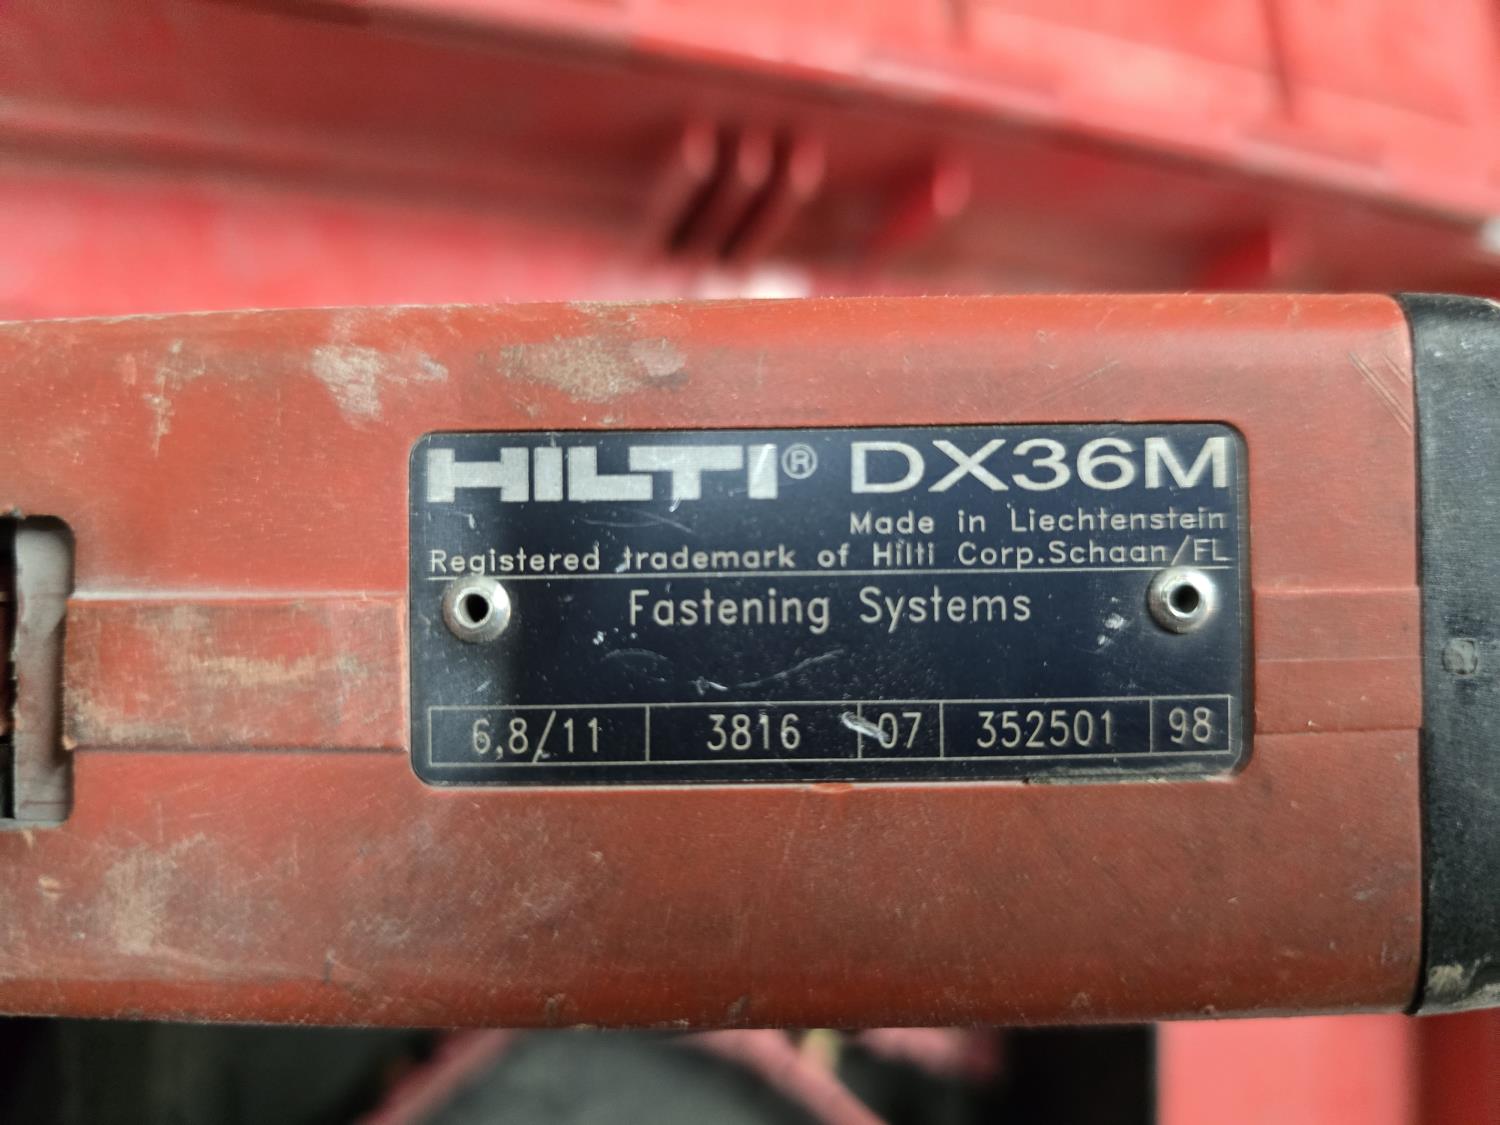 HILTI® DX36M
Made in Liechtenstein
Registered trademark of Hilti Corp.Schaan/FL
Fastening Systems
6,8/11 3816 07 352501 98